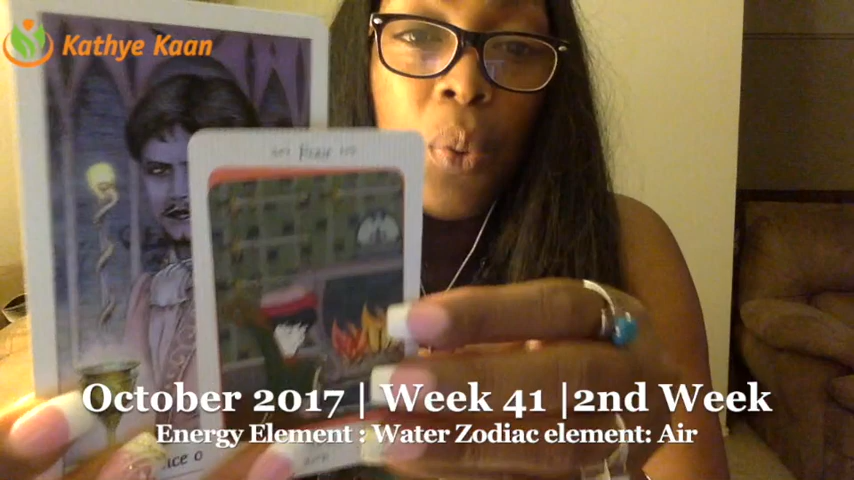 Kathye Kaan
October 2017 | Week 41 |2nd Week
Energy Element : Water Zodiac element: Air